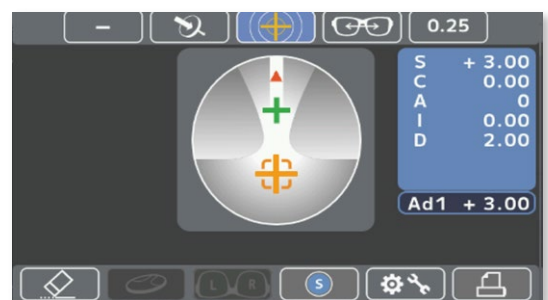 –
0.25
S + 3.00
C 0.00
A 0
I 0.00
D 2.00
Ad1 + 3.00
L R
S